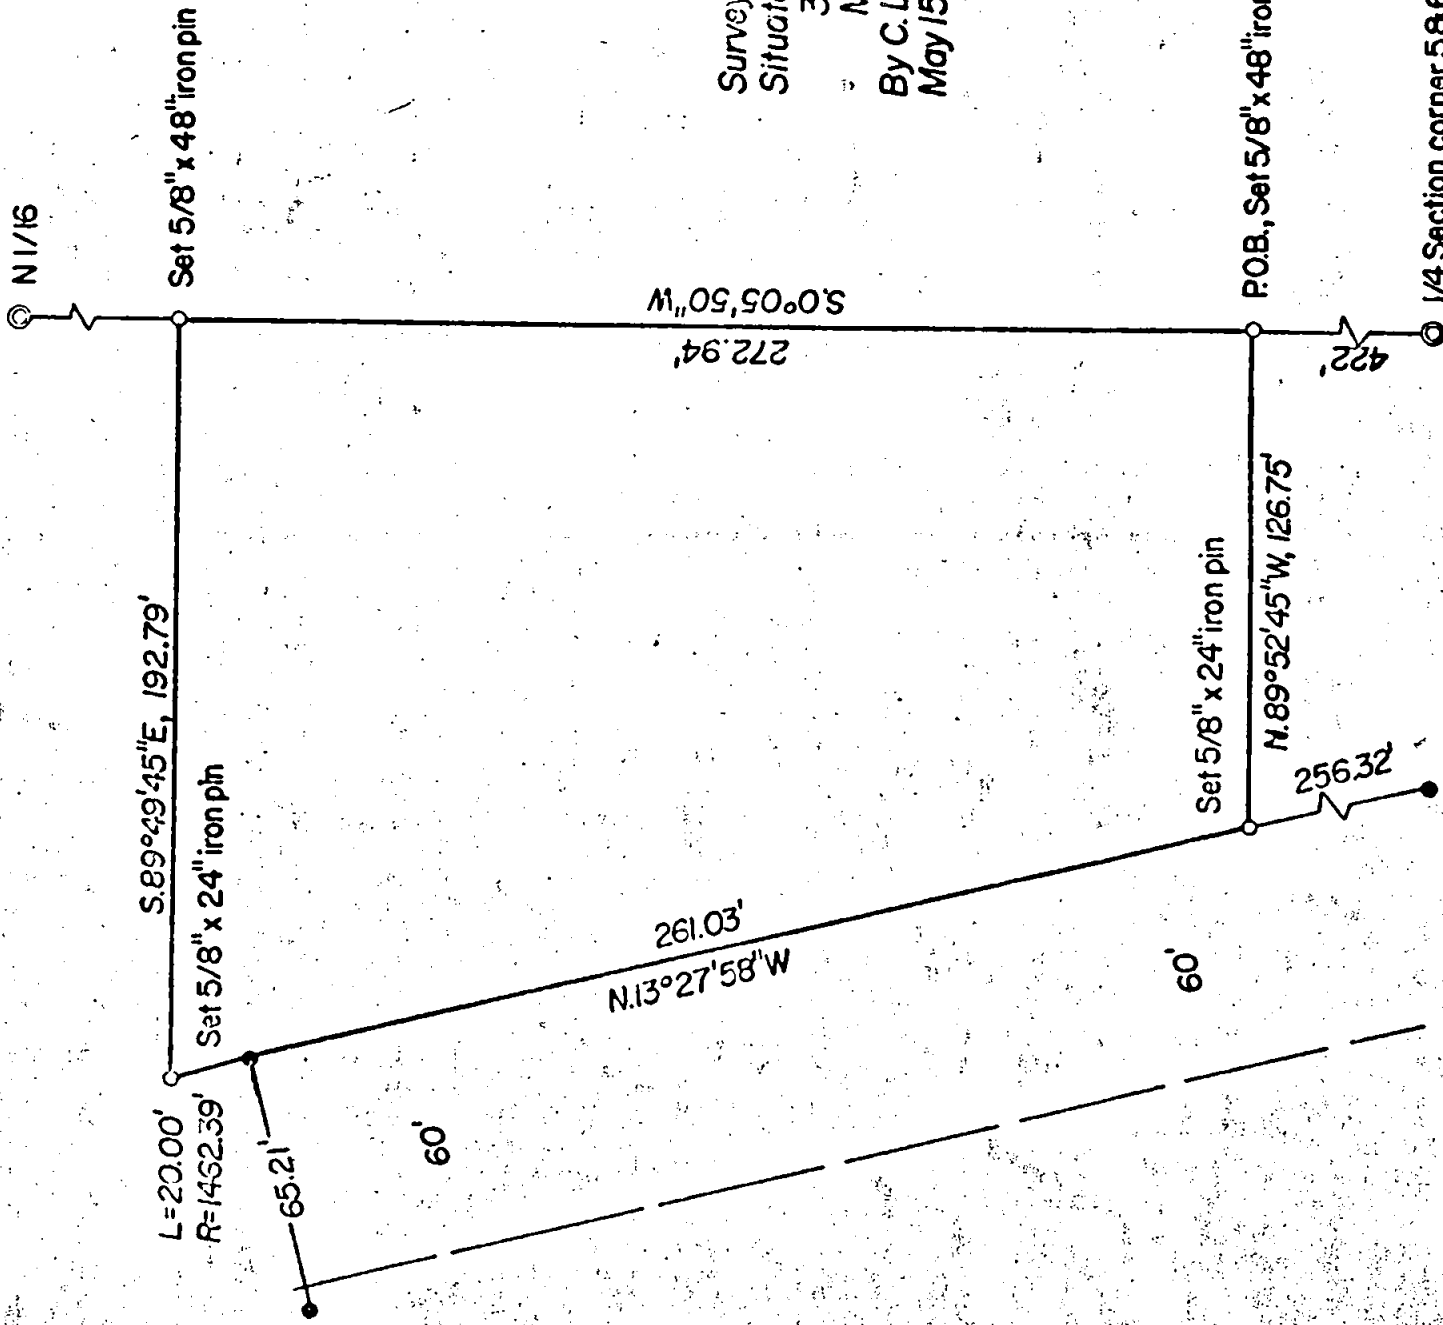 N 1/16
Set 5/8" x 48" iron pin
S.89°49'45"E, 192.79'
Set 5/8" x 24" iron pin
L=20.00'
R=1462.39'
65.21'
60'
261.03'
N.13°27'58"W
S.0°05'50"W
272.94'
Survey
By C. L
May 15
P.O.B., Set 5/8" x 48" iron
Set 5/8" x 24" iron pin
N.89°52'45"W, 126.75'
422'
256.32'
60'
1/4 Section corner